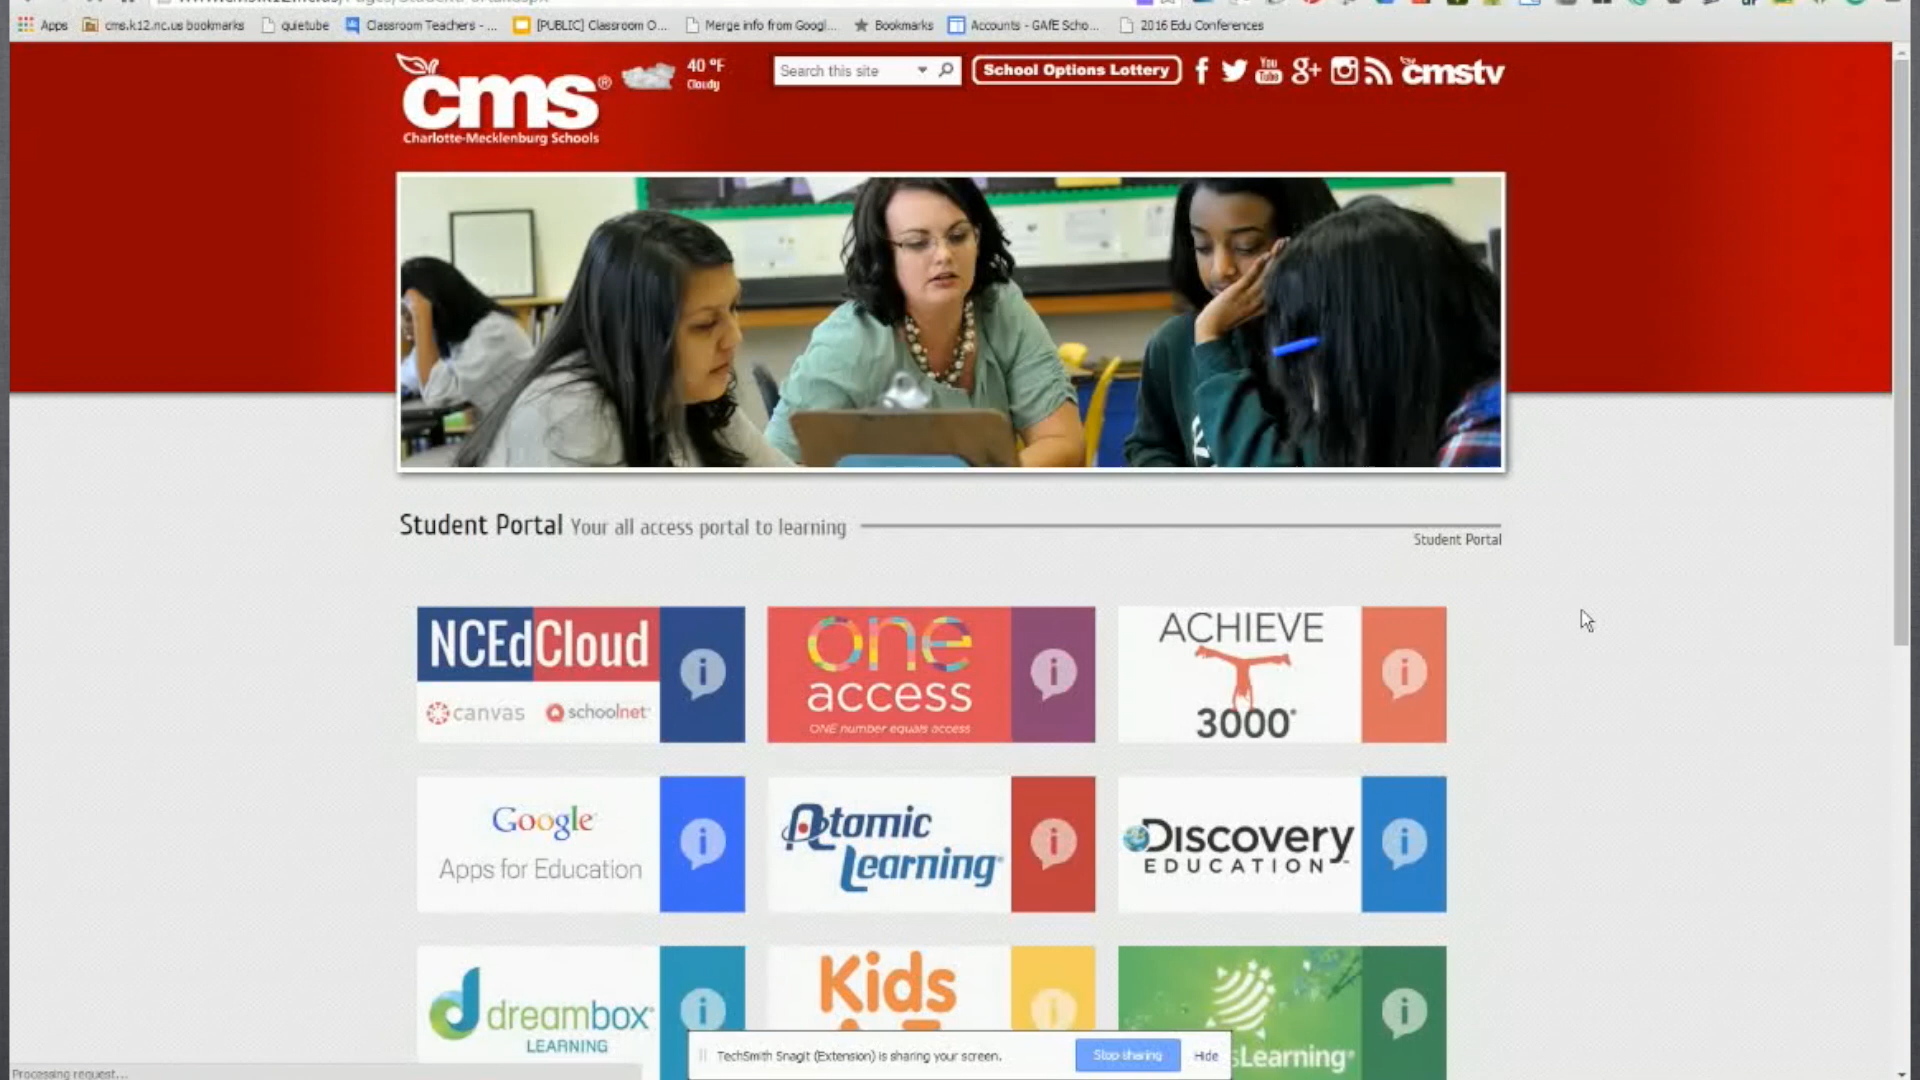 Apps cms.k12.nc.us bookmarks quietube Classroom Teachers - ... [PUBLIC] Classroom O... Merge info from Googl... Bookmarks Accounts - GAfE Scho... 2016 Edu Conferences
cms®
Charlotte-Mecklenburg Schools
40 °F
Cloudy
Search this site
School Options Lottery
You
Tube
g+
cmstv
Student Portal Your all access portal to learning
Student Portal
NCEdCloud
canvas schoolnet
one
access
ONE number equals access
ACHIEVE
3000®
Google
Apps for Education
Atomic
Learning
Discovery
EDUCATION
dreambox
LEARNING
Kids
sLearning®
TechSmith Snagit (Extension) is sharing your screen. Stop sharing Hide
Processing request...